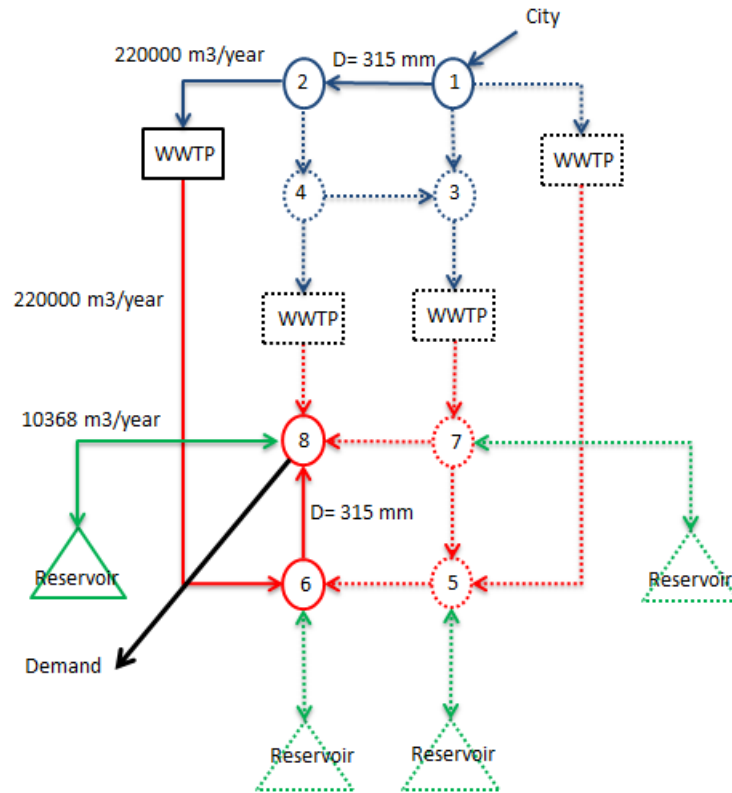 City
220000 m3/year
D= 315 mm
2
1
WWTP
WWTP
4
3
WWTP
WWTP
220000 m3/year
10368 m3/year
8
7
D= 315 mm
Reservoir
6
5
Reservoir
Demand
Reservoir
Reservoir